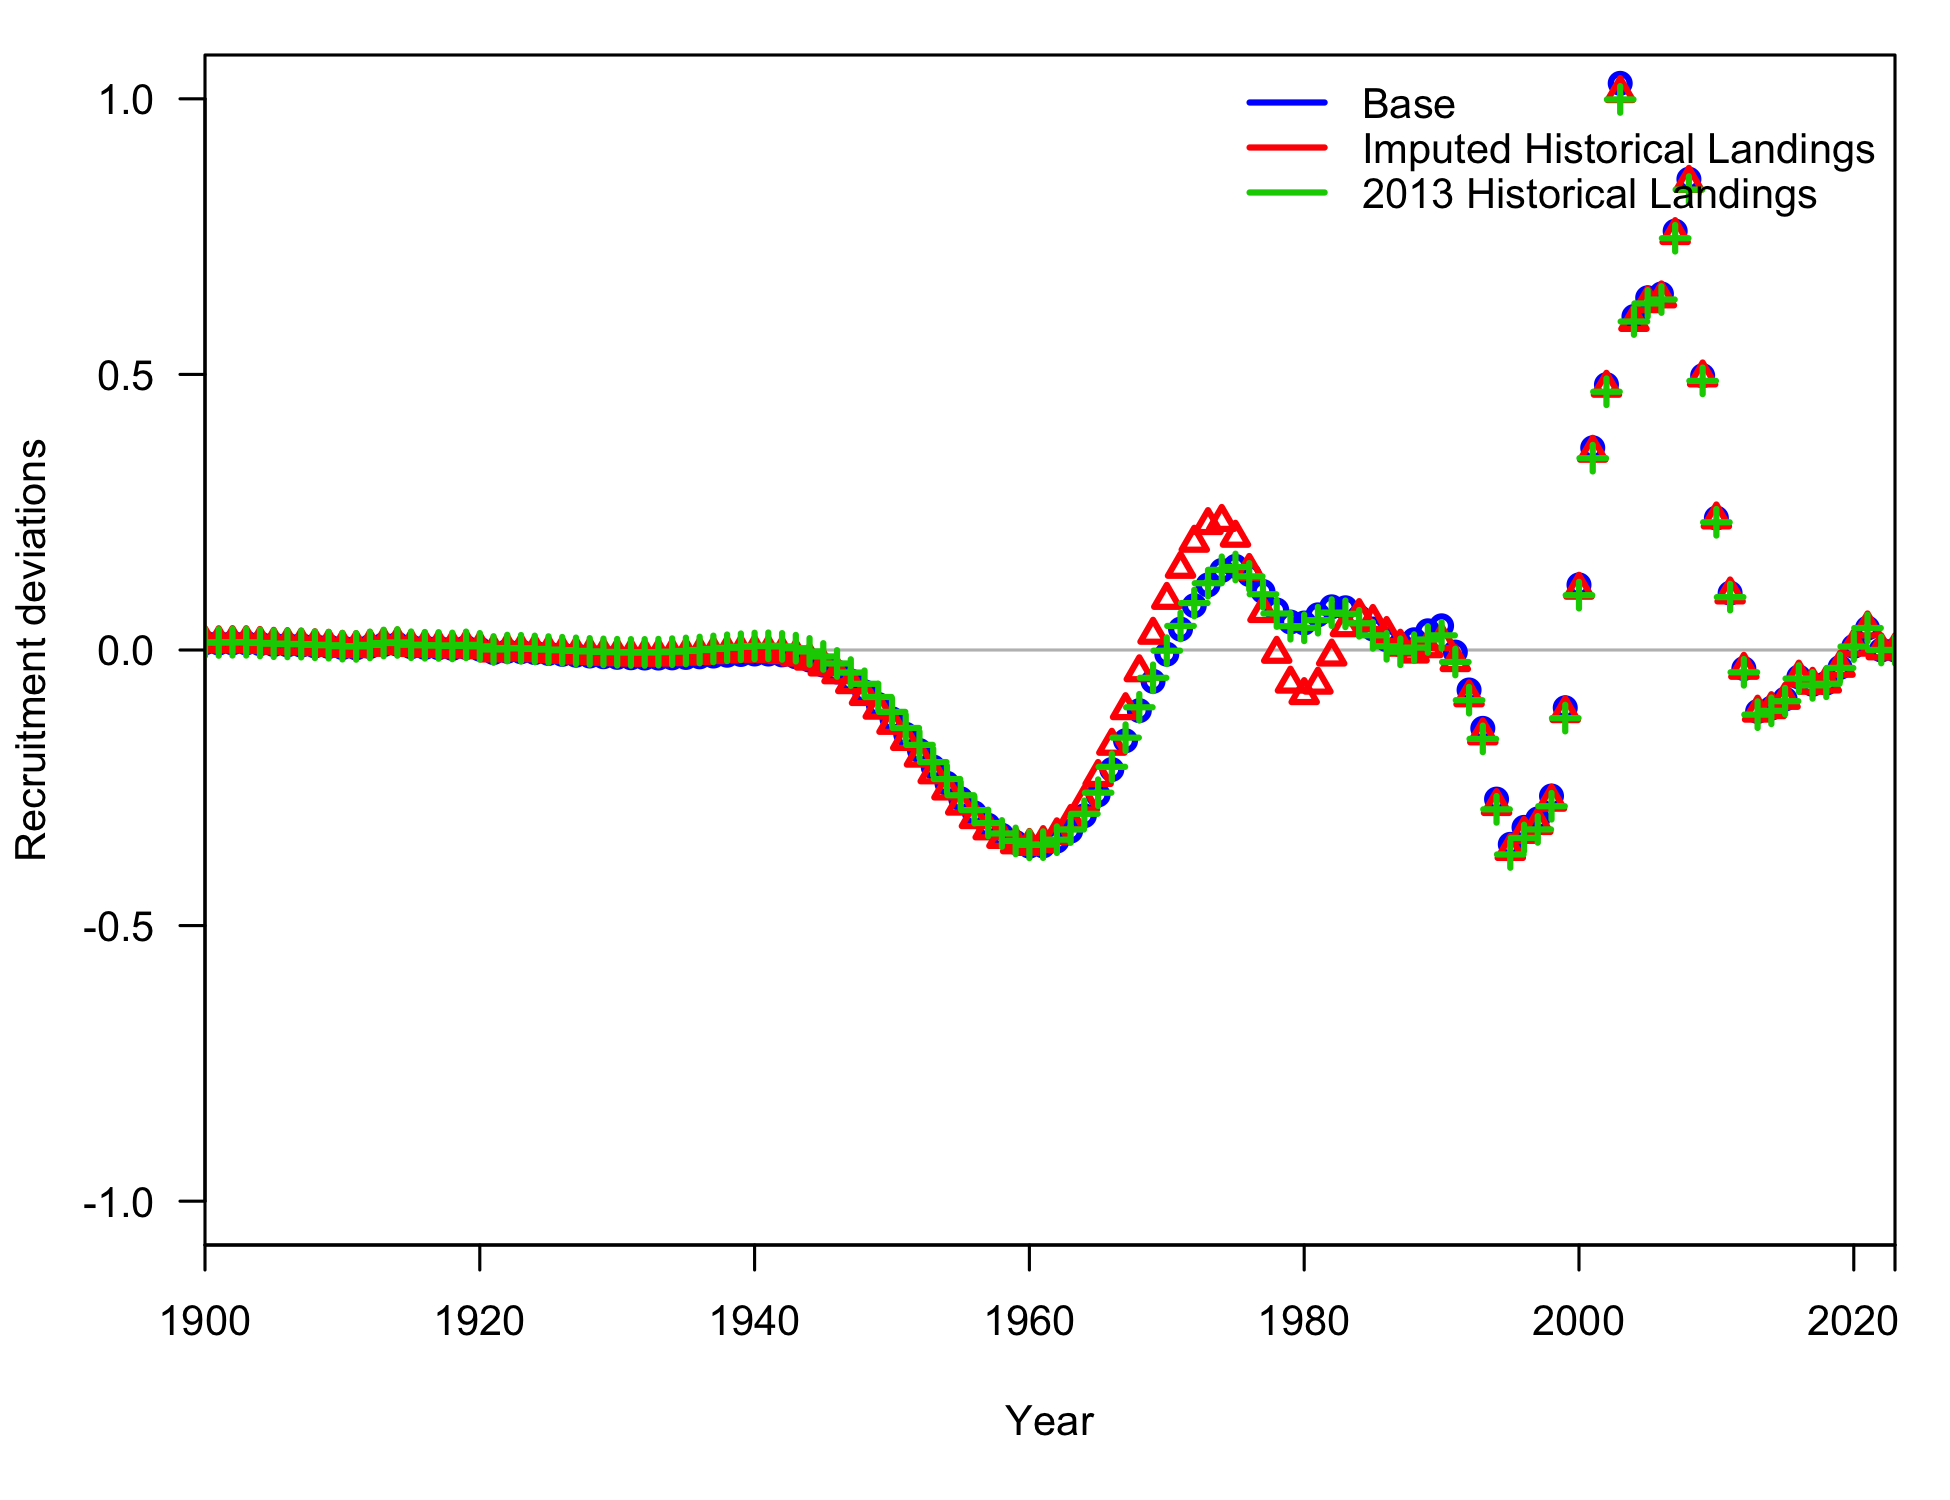 Base
Imputed Historical Landings
2013 Historical Landings
1.0
0.5
0.0
-0.5
-1.0
Recruitment deviations
1900 1920 1940 1960 1980 2000 2020
Year